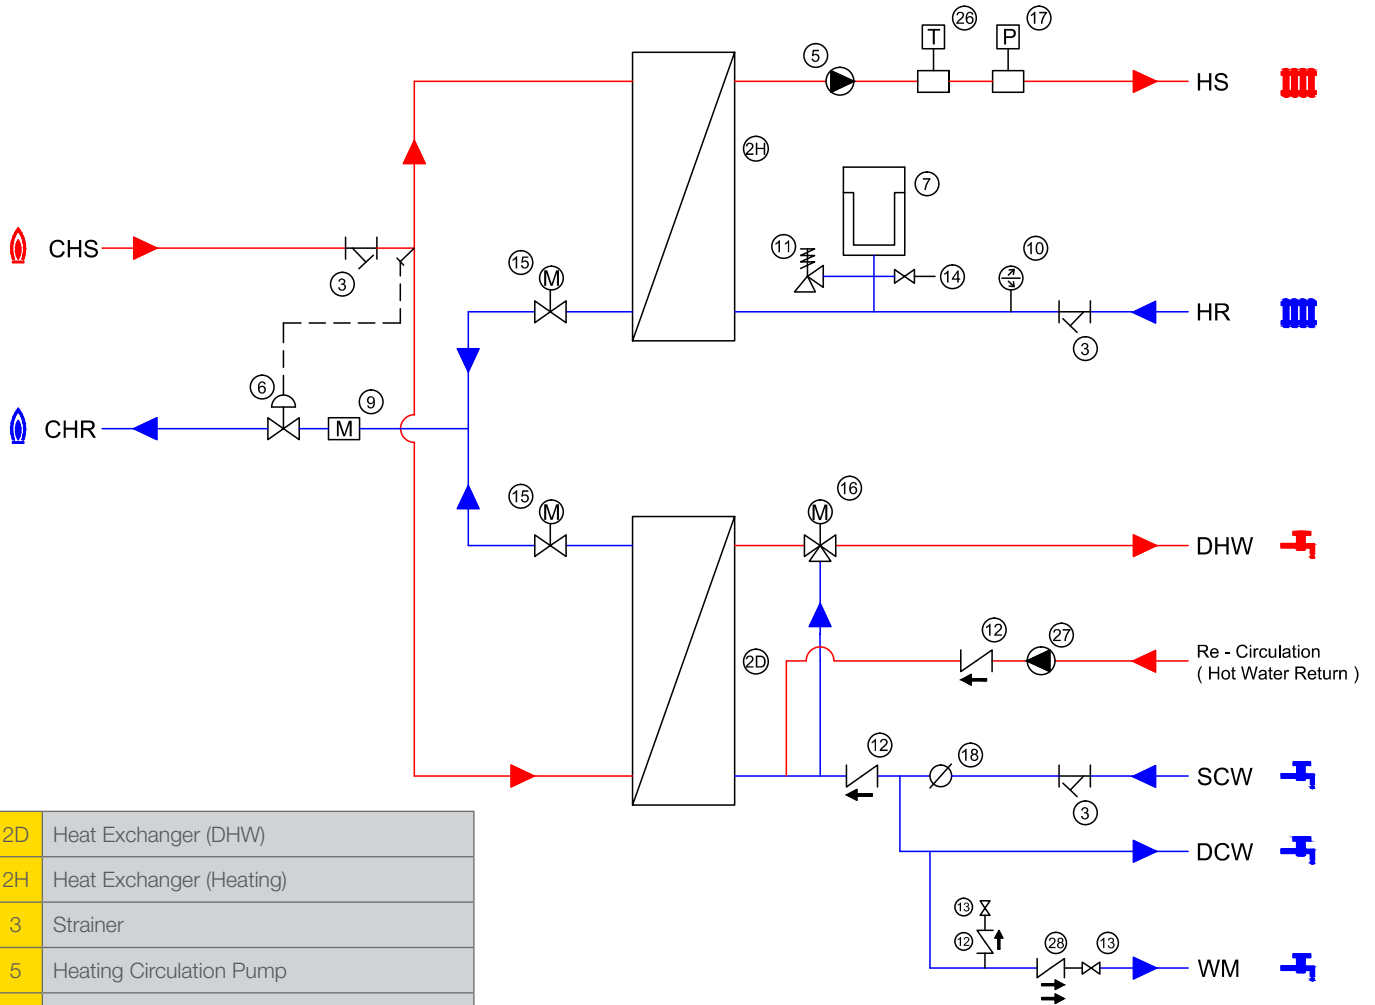 26
17
5
T
P
HS
2H
7
CHS
15
11
10
M
3
14
HR
3
6
9
CHR
M
15
16
M
M
DHW
12
27
Re - Circulation
( Hot Water Return )
2D
12
18
SCW
3
DCW
13
12
28
13
WM
2D Heat Exchanger (DHW)
2H Heat Exchanger (Heating)
3 Strainer
5 Heating Circulation Pump